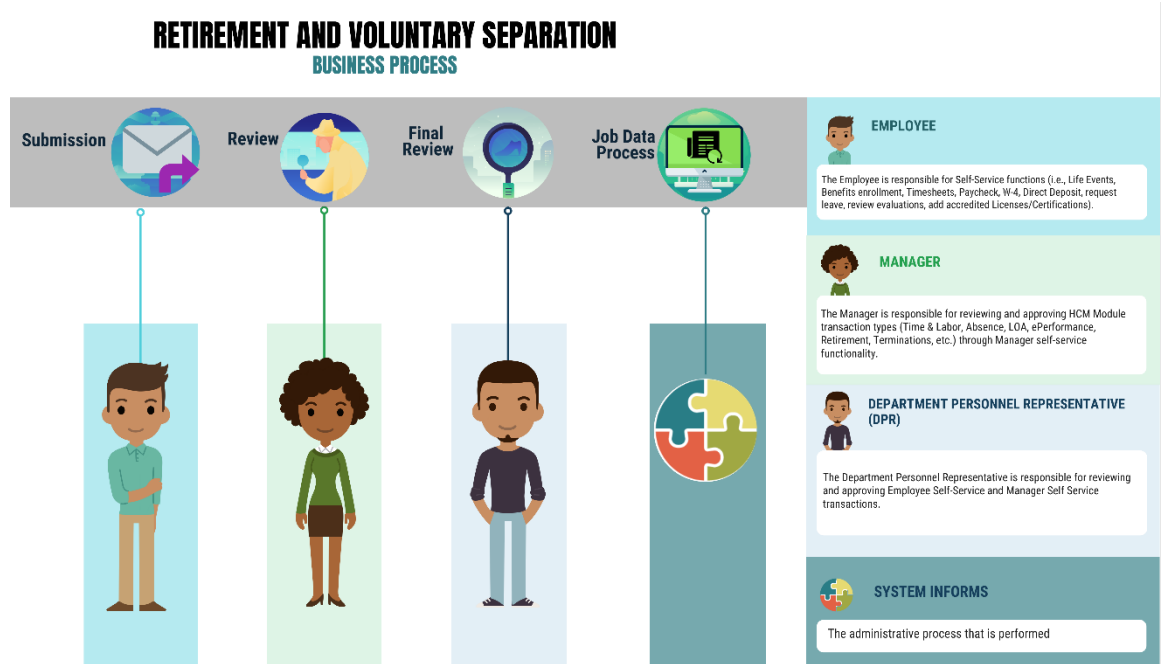 RETIREMENT AND VOLUNTARY SEPARATION
BUSINESS PROCESS
Submission
Review
Final
Review
Job Data
Process
EMPLOYEE
The Employee is responsible for Self-Service functions (i.e., Life Events,
Benefits enrollment, Timesheets, Paycheck, W-4, Direct Deposit, request
leave, review evaluations, add accredited Licenses/Certifications).
MANAGER
The Manager is responsible for reviewing and approving HCM Module
transaction types (Time & Labor, Absence, LOA, ePerformance,
Retirement, Terminations, etc.) through Manager self-service
functionality.
DEPARTMENT PERSONNEL REPRESENTATIVE
(DPR)
The Department Personnel Representative is responsible for reviewing
and approving Employee Self-Service and Manager Self Service
transactions.
SYSTEM INFORMS
The administrative process that is performed